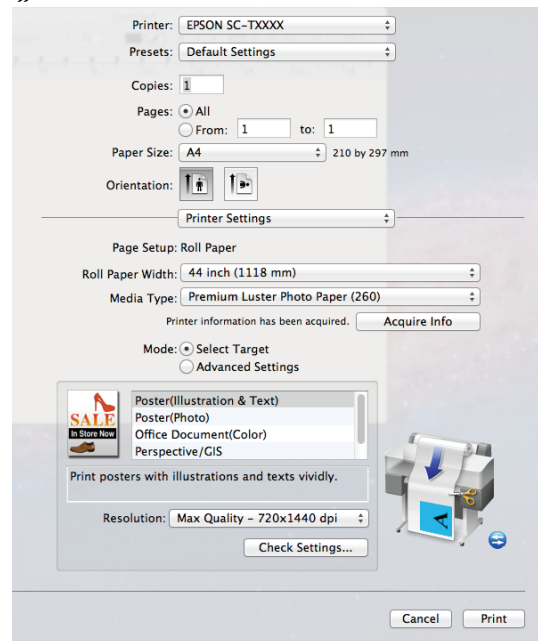 Printer: EPSON SC-TXXXX
Presets: Default Settings
Copies: 1
Pages: All
From: 1 to: 1
Paper Size: A4 210 by 297 mm
Orientation:
Printer Settings
Page Setup: Roll Paper
Roll Paper Width: 44 inch (1118 mm)
Media Type: Premium Luster Photo Paper (260)
Printer information has been acquired. Acquire Info
Mode: Select Target
Advanced Settings
SALE
In Store Now
Poster(Illustration & Text)
Poster(Photo)
Office Document(Color)
Perspective/GIS
Print posters with illustrations and texts vividly.
Resolution: Max Quality – 720x1440 dpi
Check Settings...
A
Cancel Print